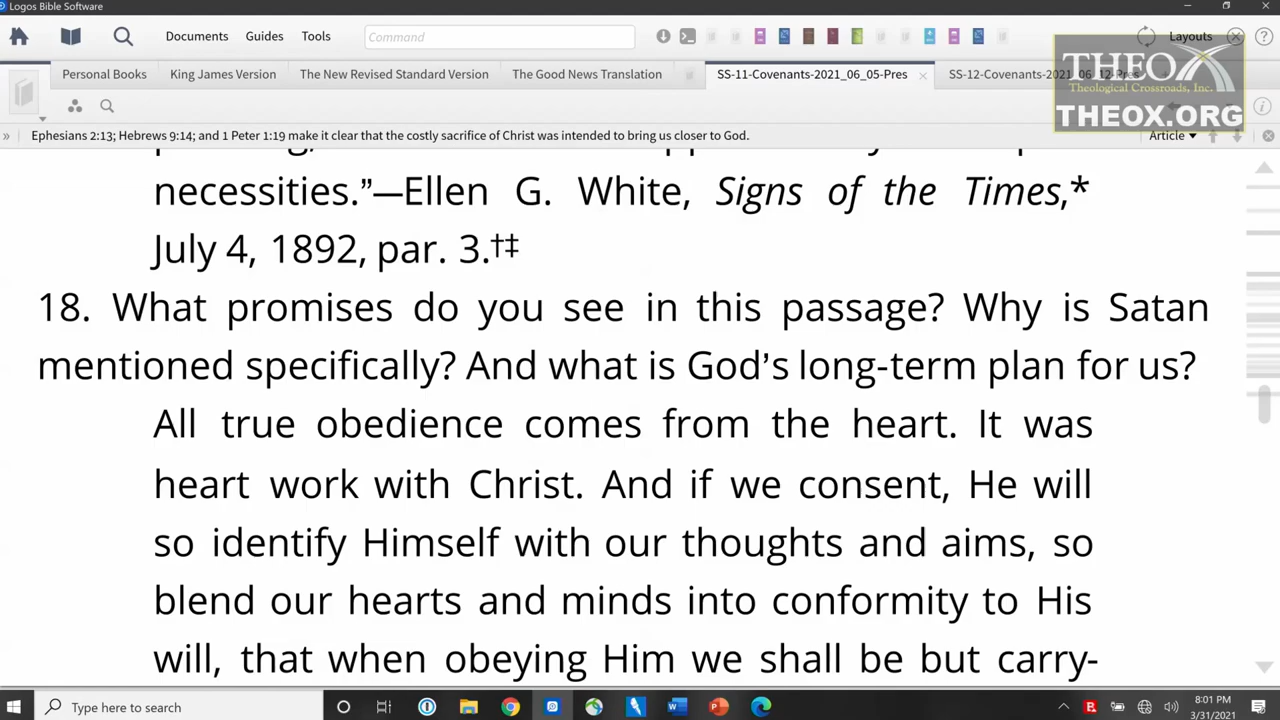 Logos Bible Software
Documents Guides Tools Command Layouts
THEOX
Theological Crossroads, Inc.
THEOX.ORG
Personal Books King James Version The New Revised Standard Version The Good News Translation SS-11-Covenants-2021_06_05-Pres SS-12-Covenants-2021_06_12-Pres
Ephesians 2:13; Hebrews 9:14; and 1 Peter 1:19 make it clear that the costly sacrifice of Christ was intended to bring us closer to God. Article
necessities.”—Ellen G. White, Signs of the Times,*
July 4, 1892, par. 3.†‡
18. What promises do you see in this passage? Why is Satan
mentioned specifically? And what is God’s long-term plan for us?
All true obedience comes from the heart. It was
heart work with Christ. And if we consent, He will
so identify Himself with our thoughts and aims, so
blend our hearts and minds into conformity to His
will, that when obeying Him we shall be but carry-
Type here to search
8:01 PM
3/31/2021